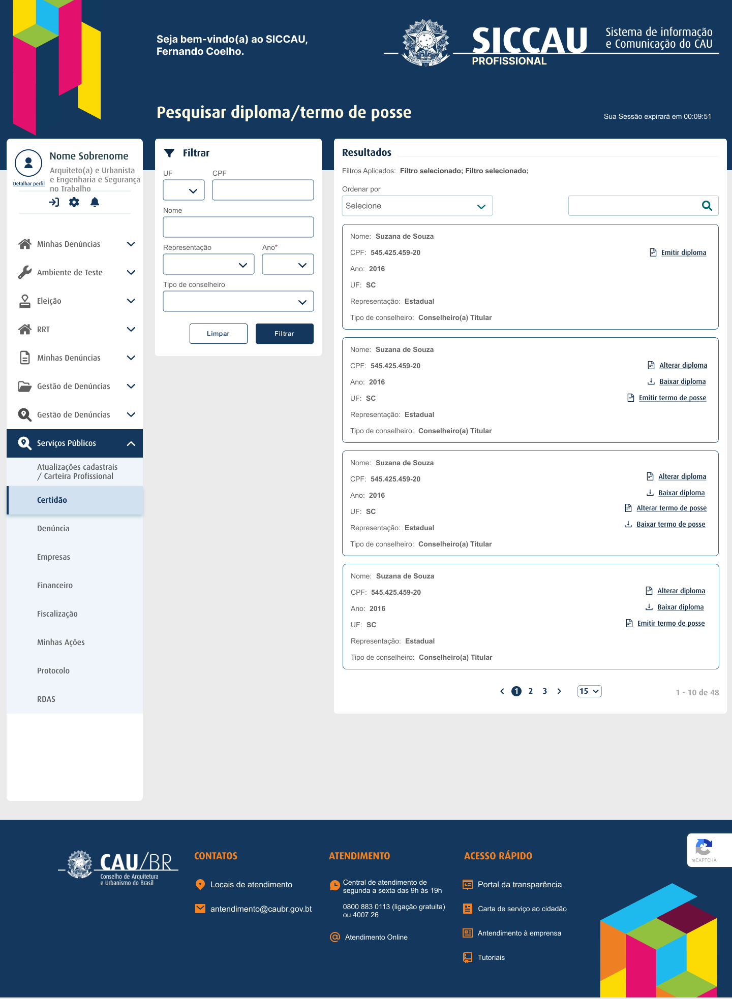 Seja bem-vindo(a) ao SICCAU,
Fernando Coelho.
SICCAU
PROFISSIONAL
Sistema de informação
e Comunicação do CAU
Pesquisar diploma/termo de posse
Sua Sessão expirará em 00:09:51
Nome Sobrenome
Arquiteto(a) e Urbanista
e Engenharia e Segurança
no Trabalho
Detalhar perfil
Minhas Denúncias
Ambiente de Teste
Eleição
RRT
Minhas Denúncias
Gestão de Denúncias
Gestão de Denúncias
Serviços Públicos
Atualizações cadastrais
/ Carteira Profissional
Certidão
Denúncia
Empresas
Financeiro
Fiscalização
Minhas Ações
Protocolo
RDAS
Filtrar
UF CPF
Nome
Representação Ano*
Tipo de conselheiro
Limpar Filtrar
Resultados
Filtros Aplicados: Filtro selecionado; Filtro selecionado;
Ordenar por
Selecione
Nome: Suzana de Souza
CPF: 545.425.459-20
Ano: 2016
UF: SC
Representação: Estadual
Tipo de conselheiro: Conselheiro(a) Titular
Emitir diploma
Nome: Suzana de Souza
CPF: 545.425.459-20
Ano: 2016
UF: SC
Representação: Estadual
Tipo de conselheiro: Conselheiro(a) Titular
Alterar diploma
Baixar diploma
Emitir termo de posse
Nome: Suzana de Souza
CPF: 545.425.459-20
Ano: 2016
UF: SC
Representação: Estadual
Tipo de conselheiro: Conselheiro(a) Titular
Alterar diploma
Baixar diploma
Alterar termo de posse
Baixar termo de posse
Nome: Suzana de Souza
CPF: 545.425.459-20
Ano: 2016
UF: SC
Representação: Estadual
Tipo de conselheiro: Conselheiro(a) Titular
Alterar diploma
Baixar diploma
Emitir termo de posse
1 2 3 15 1 - 10 de 48
CAU/BR
Conselho de Arquitetura
e Urbanismo do Brasil
CONTATOS
Locais de atendimento
antendimento@caubr.gov.bt
ATENDIMENTO
Central de atendimento de
segunda a sexta das 9h às 19h
0800 883 0113 (ligação gratuita)
ou 4007 26
Atendimento Online
ACESSO RÁPIDO
Portal da transparência
Carta de serviço ao cidadão
Antendimento à emprensa
Tutoriais
reCAPTCHA